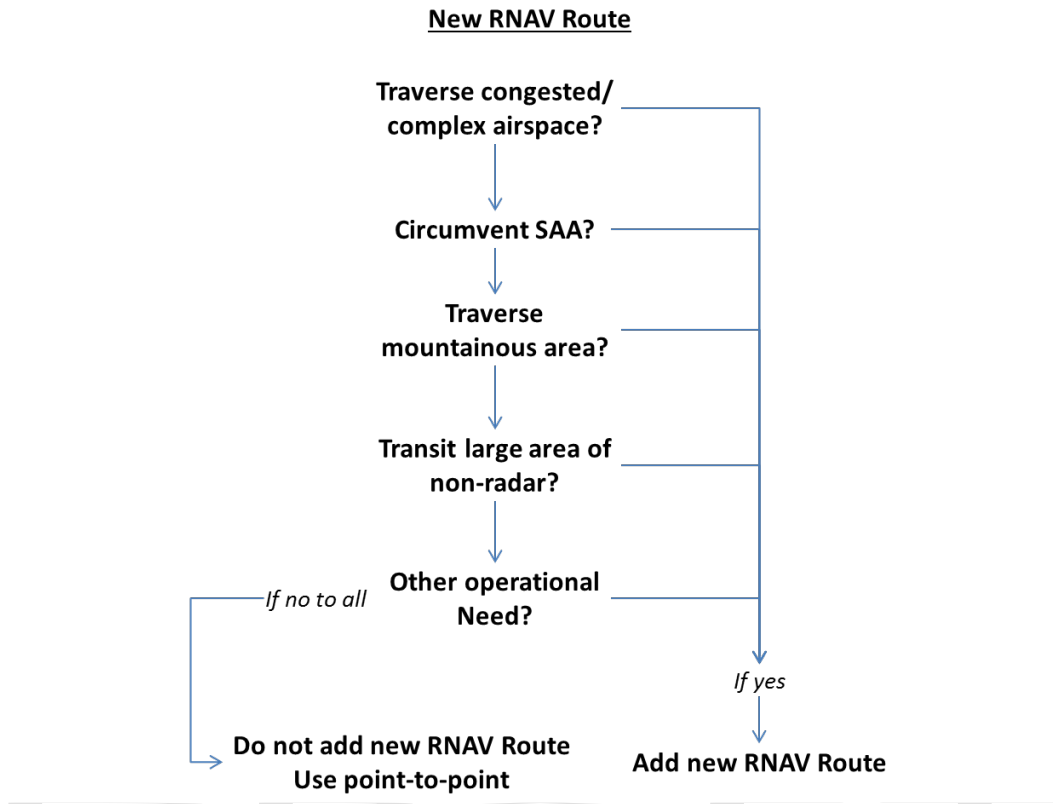 New RNAV Route
Traverse congested/
complex airspace?
Circumvent SAA?
Traverse
mountainous area?
Transit large area of
non-radar?
Other operational
Need?
If no to all
If yes
Do not add new RNAV Route
Use point-to-point
Add new RNAV Route